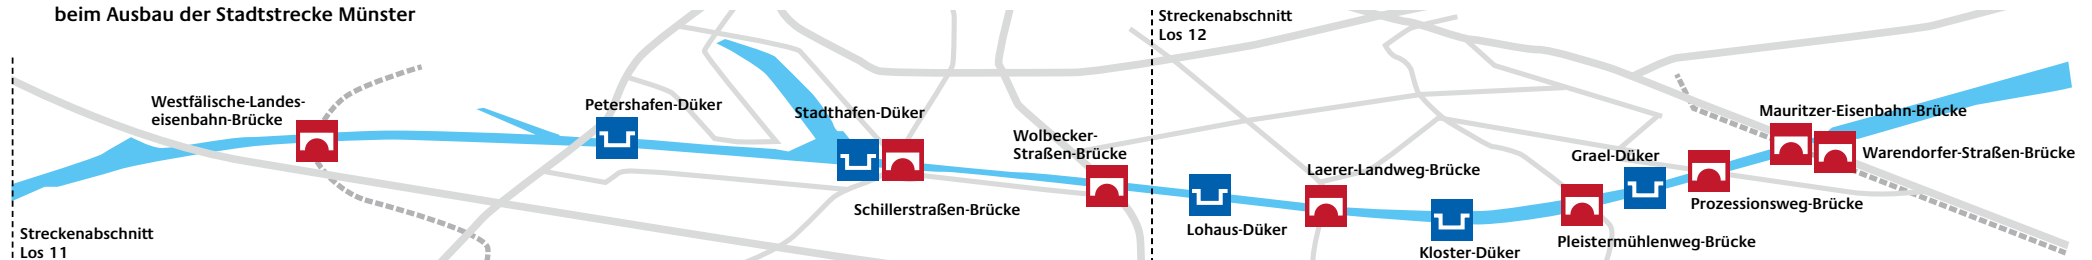 beim Ausbau der Stadtstrecke Münster
Streckenabschnitt
Los 12
Westfälische-Landes-
eisenbahn-Brücke
Petershafen-Düker
Stadthafen-Düker
Schillerstraßen-Brücke
Wolbecker-
Straßen-Brücke
Lohaus-Düker
Laerer-Landweg-Brücke
Kloster-Düker
Pleistermühlenweg-Brücke
Grael-Düker
Prozessionsweg-Brücke
Mauritzer-Eisenbahn-Brücke
Warendorfer-Straßen-Brücke
Streckenabschnitt
Los 11